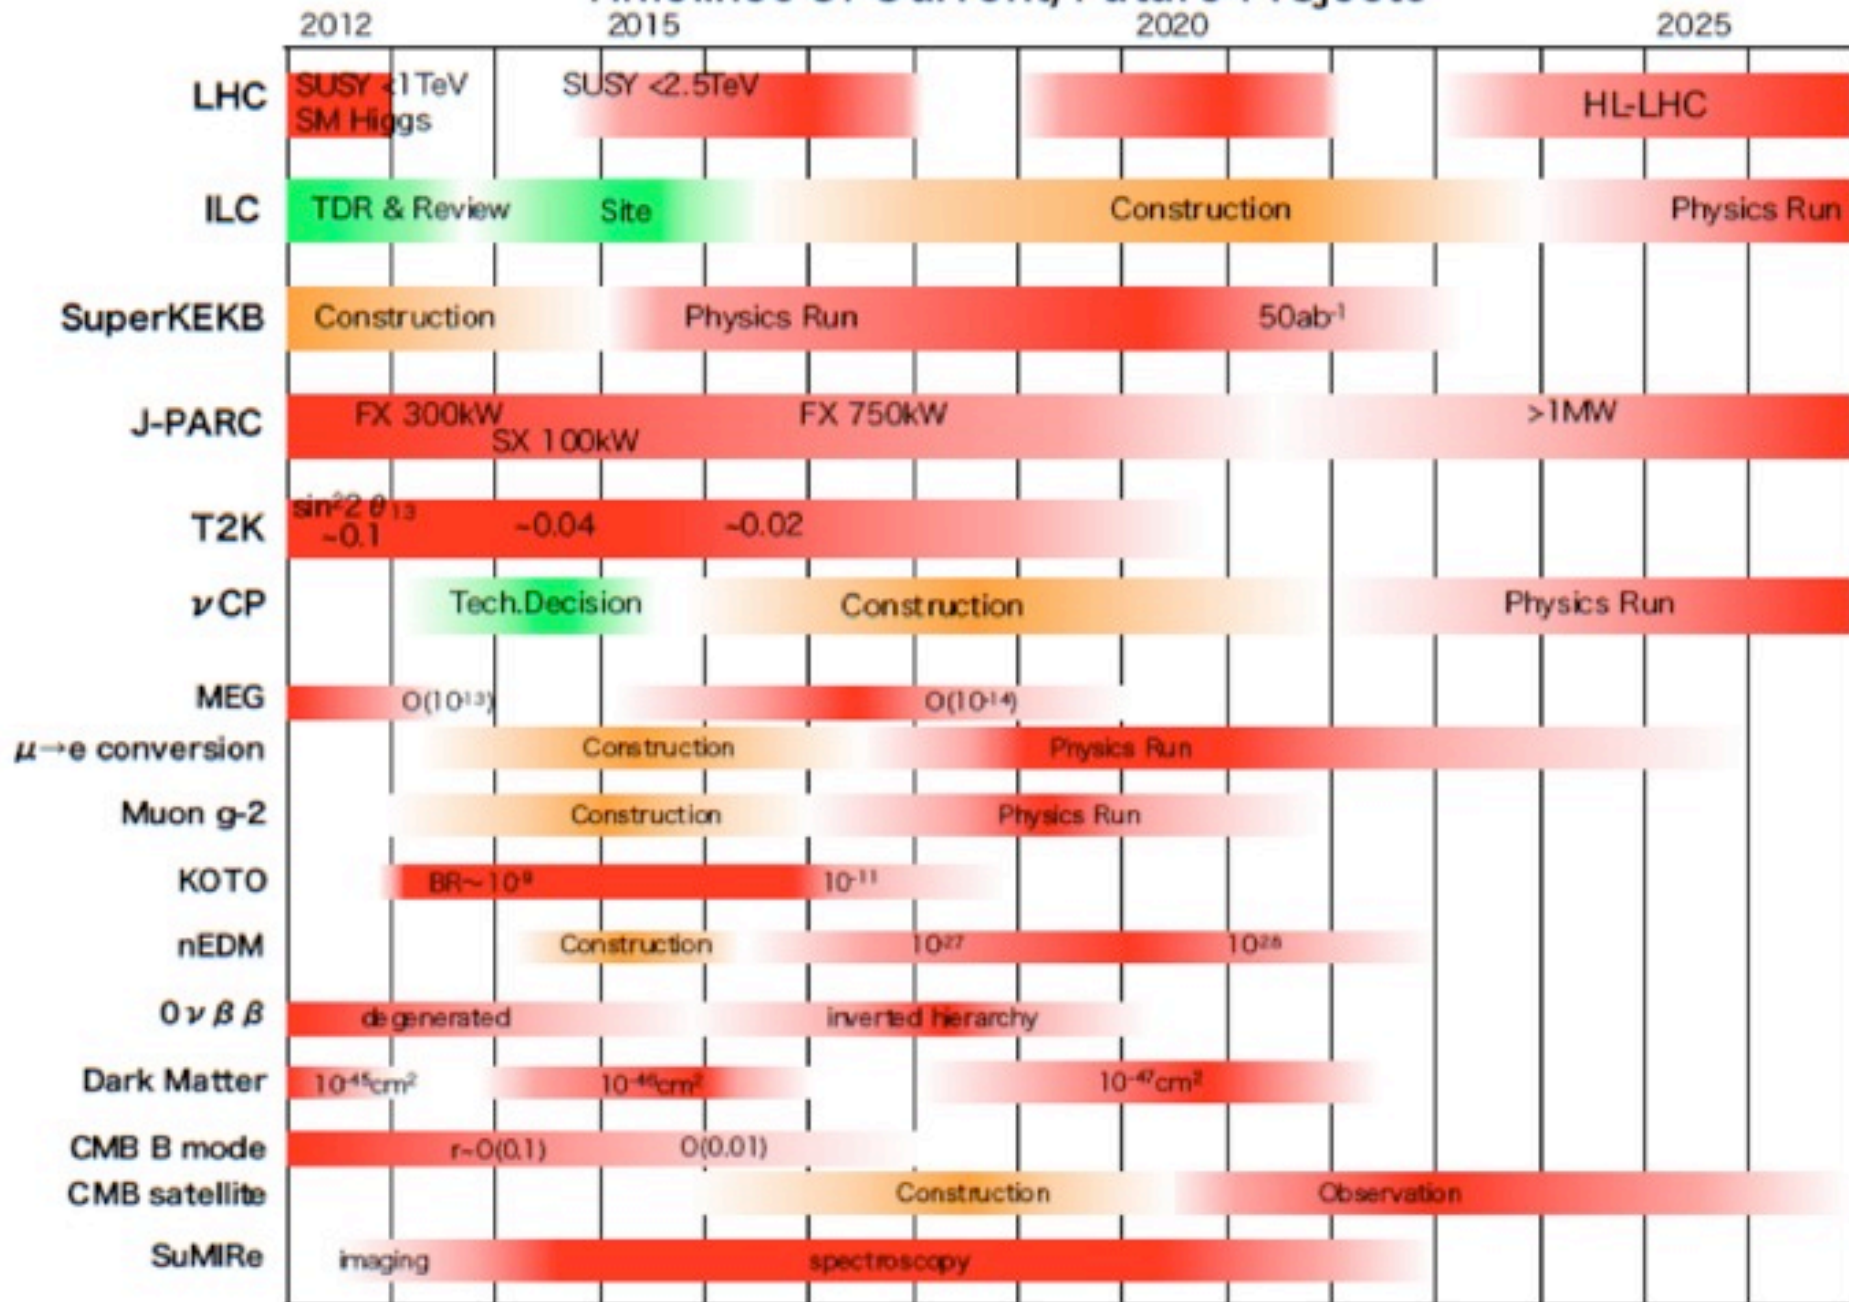 Timelines of Current/Future Projects
2012 2015 2020 2025
LHC SUSY <1TeV SUSY <2.5TeV HL-LHC
SM Higgs
ILC TDR & Review Site Construction Physics Run
SuperKEKB Construction Physics Run 50ab⁻¹
J-PARC FX 300kW FX 750kW >1MW
SX 100kW
T2K sin²2θ₁₃ ~0.04 ~0.02
~0.1
νCP Tech.Decision Construction Physics Run
MEG O(10⁻¹³) O(10⁻¹⁴)
μ→e conversion Construction Physics Run
Muon g-2 Construction Physics Run
KOTO BR~10⁻⁹ 10⁻¹¹
nEDM Construction 10⁻²⁷ 10⁻²⁸
0νββ degenerated inverted hierarchy
Dark Matter 10⁻⁴⁵cm² 10⁻⁴⁶cm² 10⁻⁴⁷cm²
CMB B mode r~O(0.1) O(0.01)
CMB satellite Construction Observation
SuMIRe imaging spectroscopy